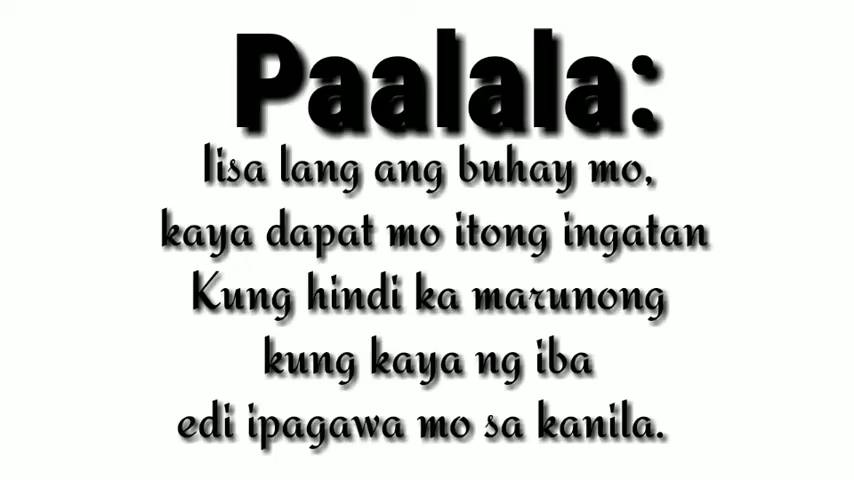 Paalala:
Iisa lang ang buhay mo,
kaya dapat mo itong ingatan
Kung hindi ka marunong
kung kaya ng iba
edi ipagawa mo sa kanila.